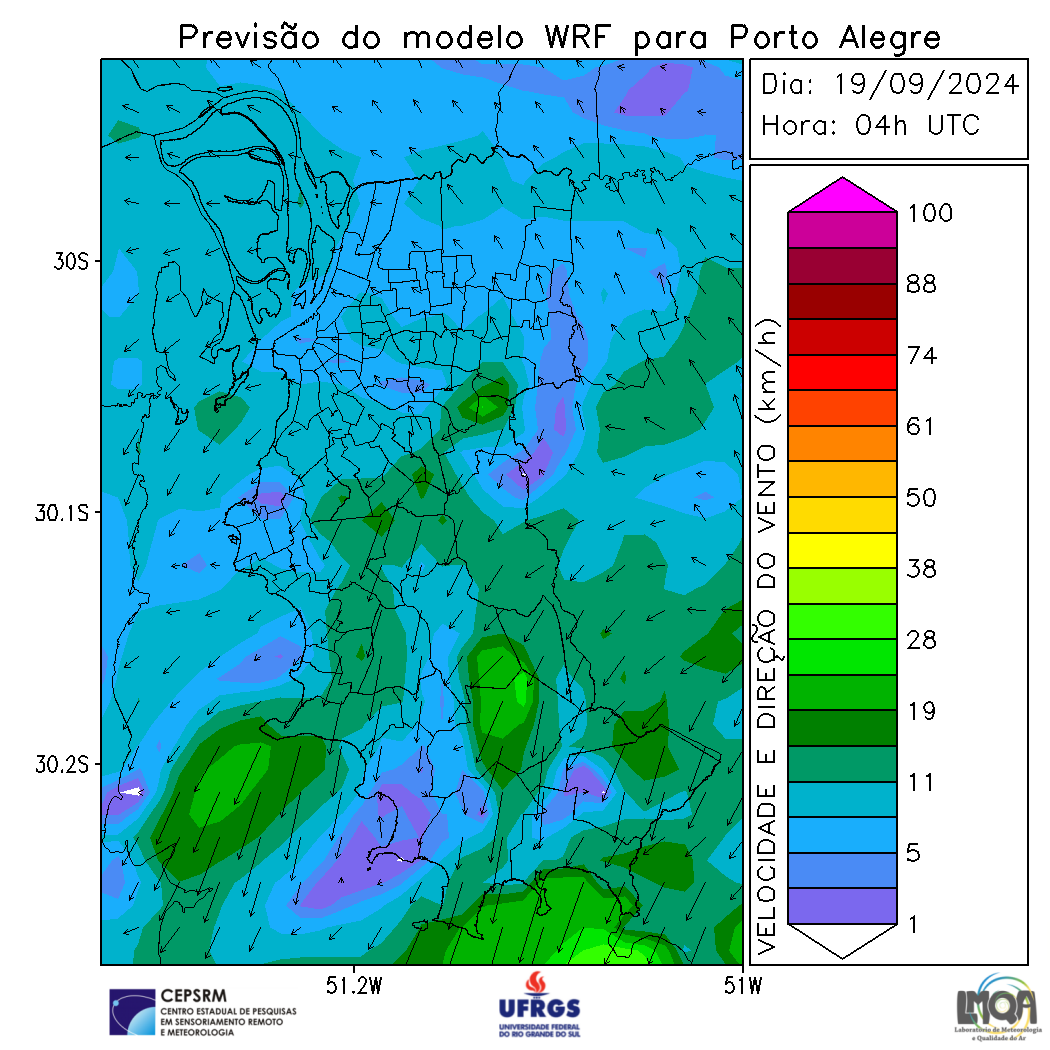 Previsão do modelo WRF para Porto Alegre
Dia: 19/09/2024
Hora: 04h UTC
30S
30.1S
30.2S
51.2W
51W
VELOCIDADE E DIREÇÃO DO VENTO (km/h)
100
88
74
61
50
38
28
19
11
5
1
CEPSRM
CENTRO ESTADUAL DE PESQUISAS
EM SENSORIAMENTO REMOTO
E METEOROLOGIA
UFRGS
UNIVERSIDADE FEDERAL
DO RIO GRANDE DO SUL
LMQA
Laboratório de Meteorologia
e Qualidade do Ar